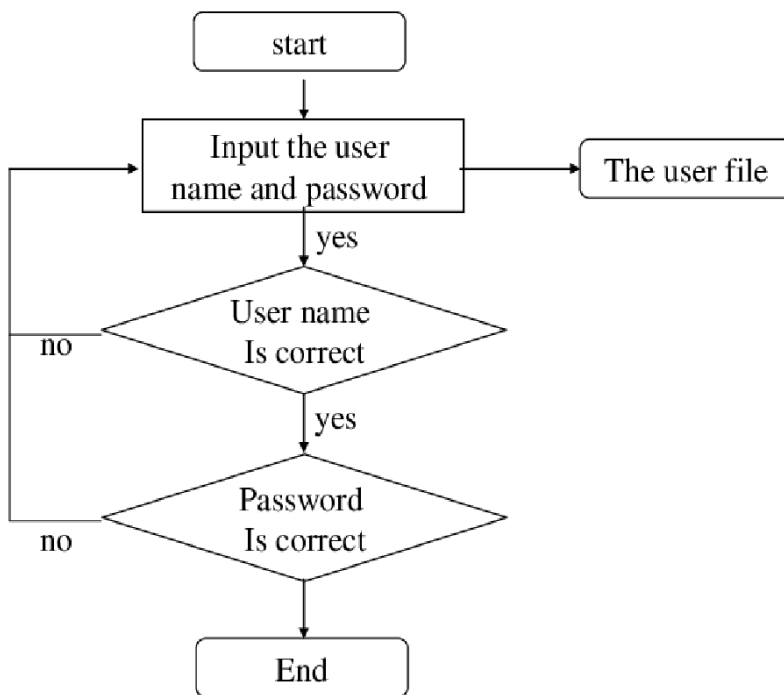 start
Input the user
name and password
The user file
yes
User name
Is correct
no
yes
Password
Is correct
no
End